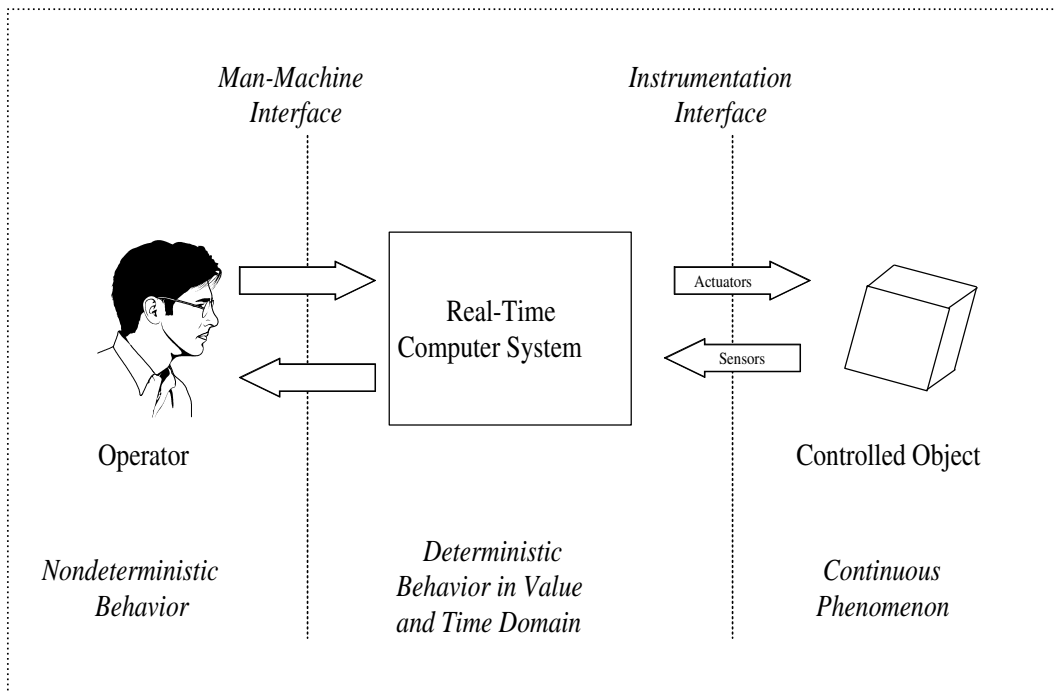 Man-Machine
Interface
Instrumentation
Interface
Real-Time
Computer System
Actuators
Sensors
Operator
Controlled Object
Nondeterministic
Behavior
Deterministic
Behavior in Value
and Time Domain
Continuous
Phenomenon